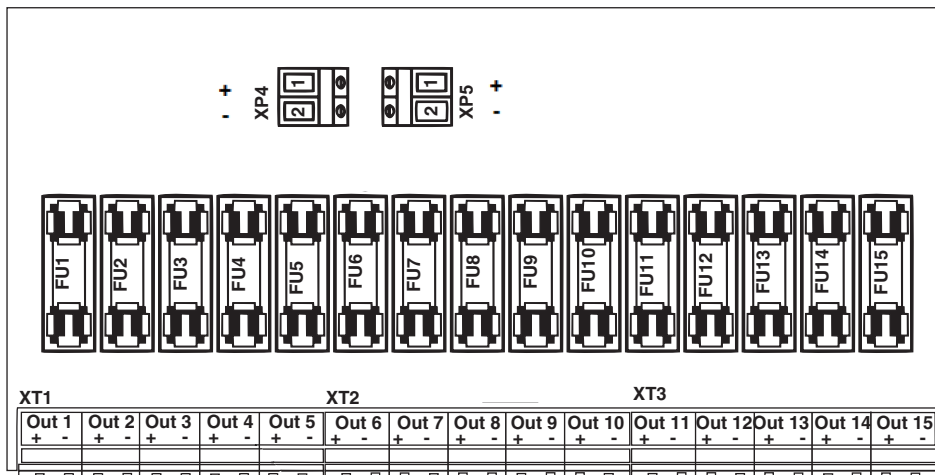 + XP4 1 1 XP5 +
- 2 2 -
FU1 FU2 FU3 FU4 FU5 FU6 FU7 FU8 FU9 FU10 FU11 FU12 FU13 FU14 FU15
XT1 XT2 XT3
Out 1 Out 2 Out 3 Out 4 Out 5 Out 6 Out 7 Out 8 Out 9 Out 10 Out 11 Out 12 Out 13 Out 14 Out 15
+ - + - + - + - + - + - + - + - + - + - + - + - + - + - + -